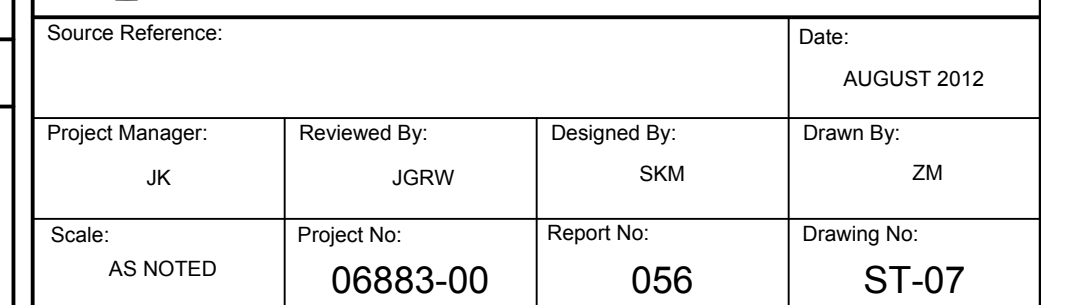 Source Reference:
Date:
AUGUST 2012
Project Manager:
Reviewed By:
Designed By:
Drawn By:
JK
JGRW
SKM
ZM
Scale:
Project No:
Report No:
Drawing No:
AS NOTED
06883-00
056
ST-07